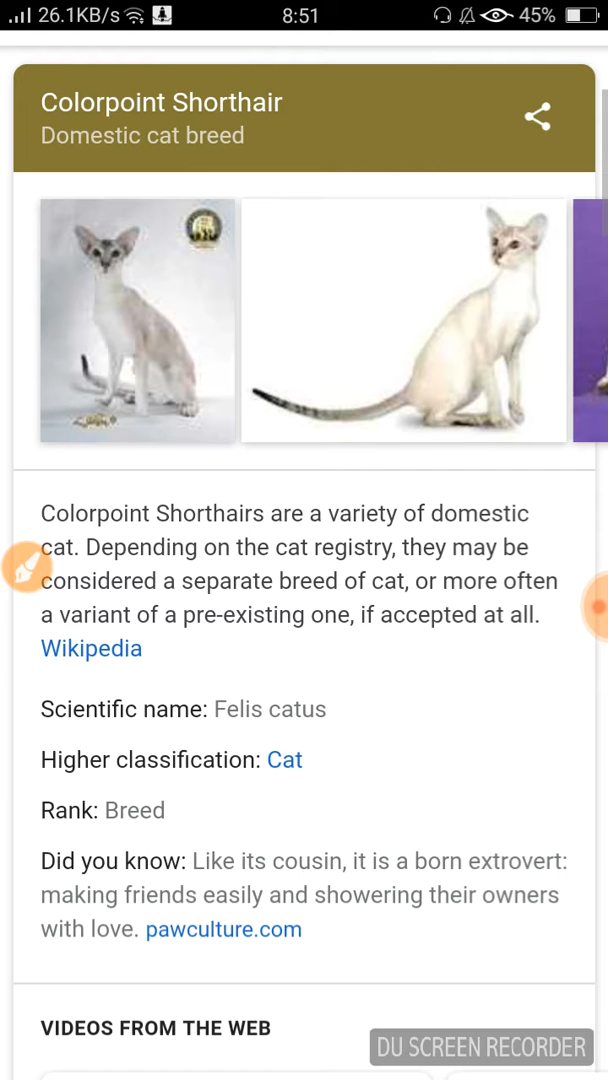 26.1KB/s 8:51 45%
Colorpoint Shorthair
Domestic cat breed
Colorpoint Shorthairs are a variety of domestic
cat. Depending on the cat registry, they may be
considered a separate breed of cat, or more often
a variant of a pre-existing one, if accepted at all.
Wikipedia
Scientific name: Felis catus
Higher classification: Cat
Rank: Breed
Did you know: Like its cousin, it is a born extrovert:
making friends easily and showering their owners
with love. pawculture.com
VIDEOS FROM THE WEB
DU SCREEN RECORDER